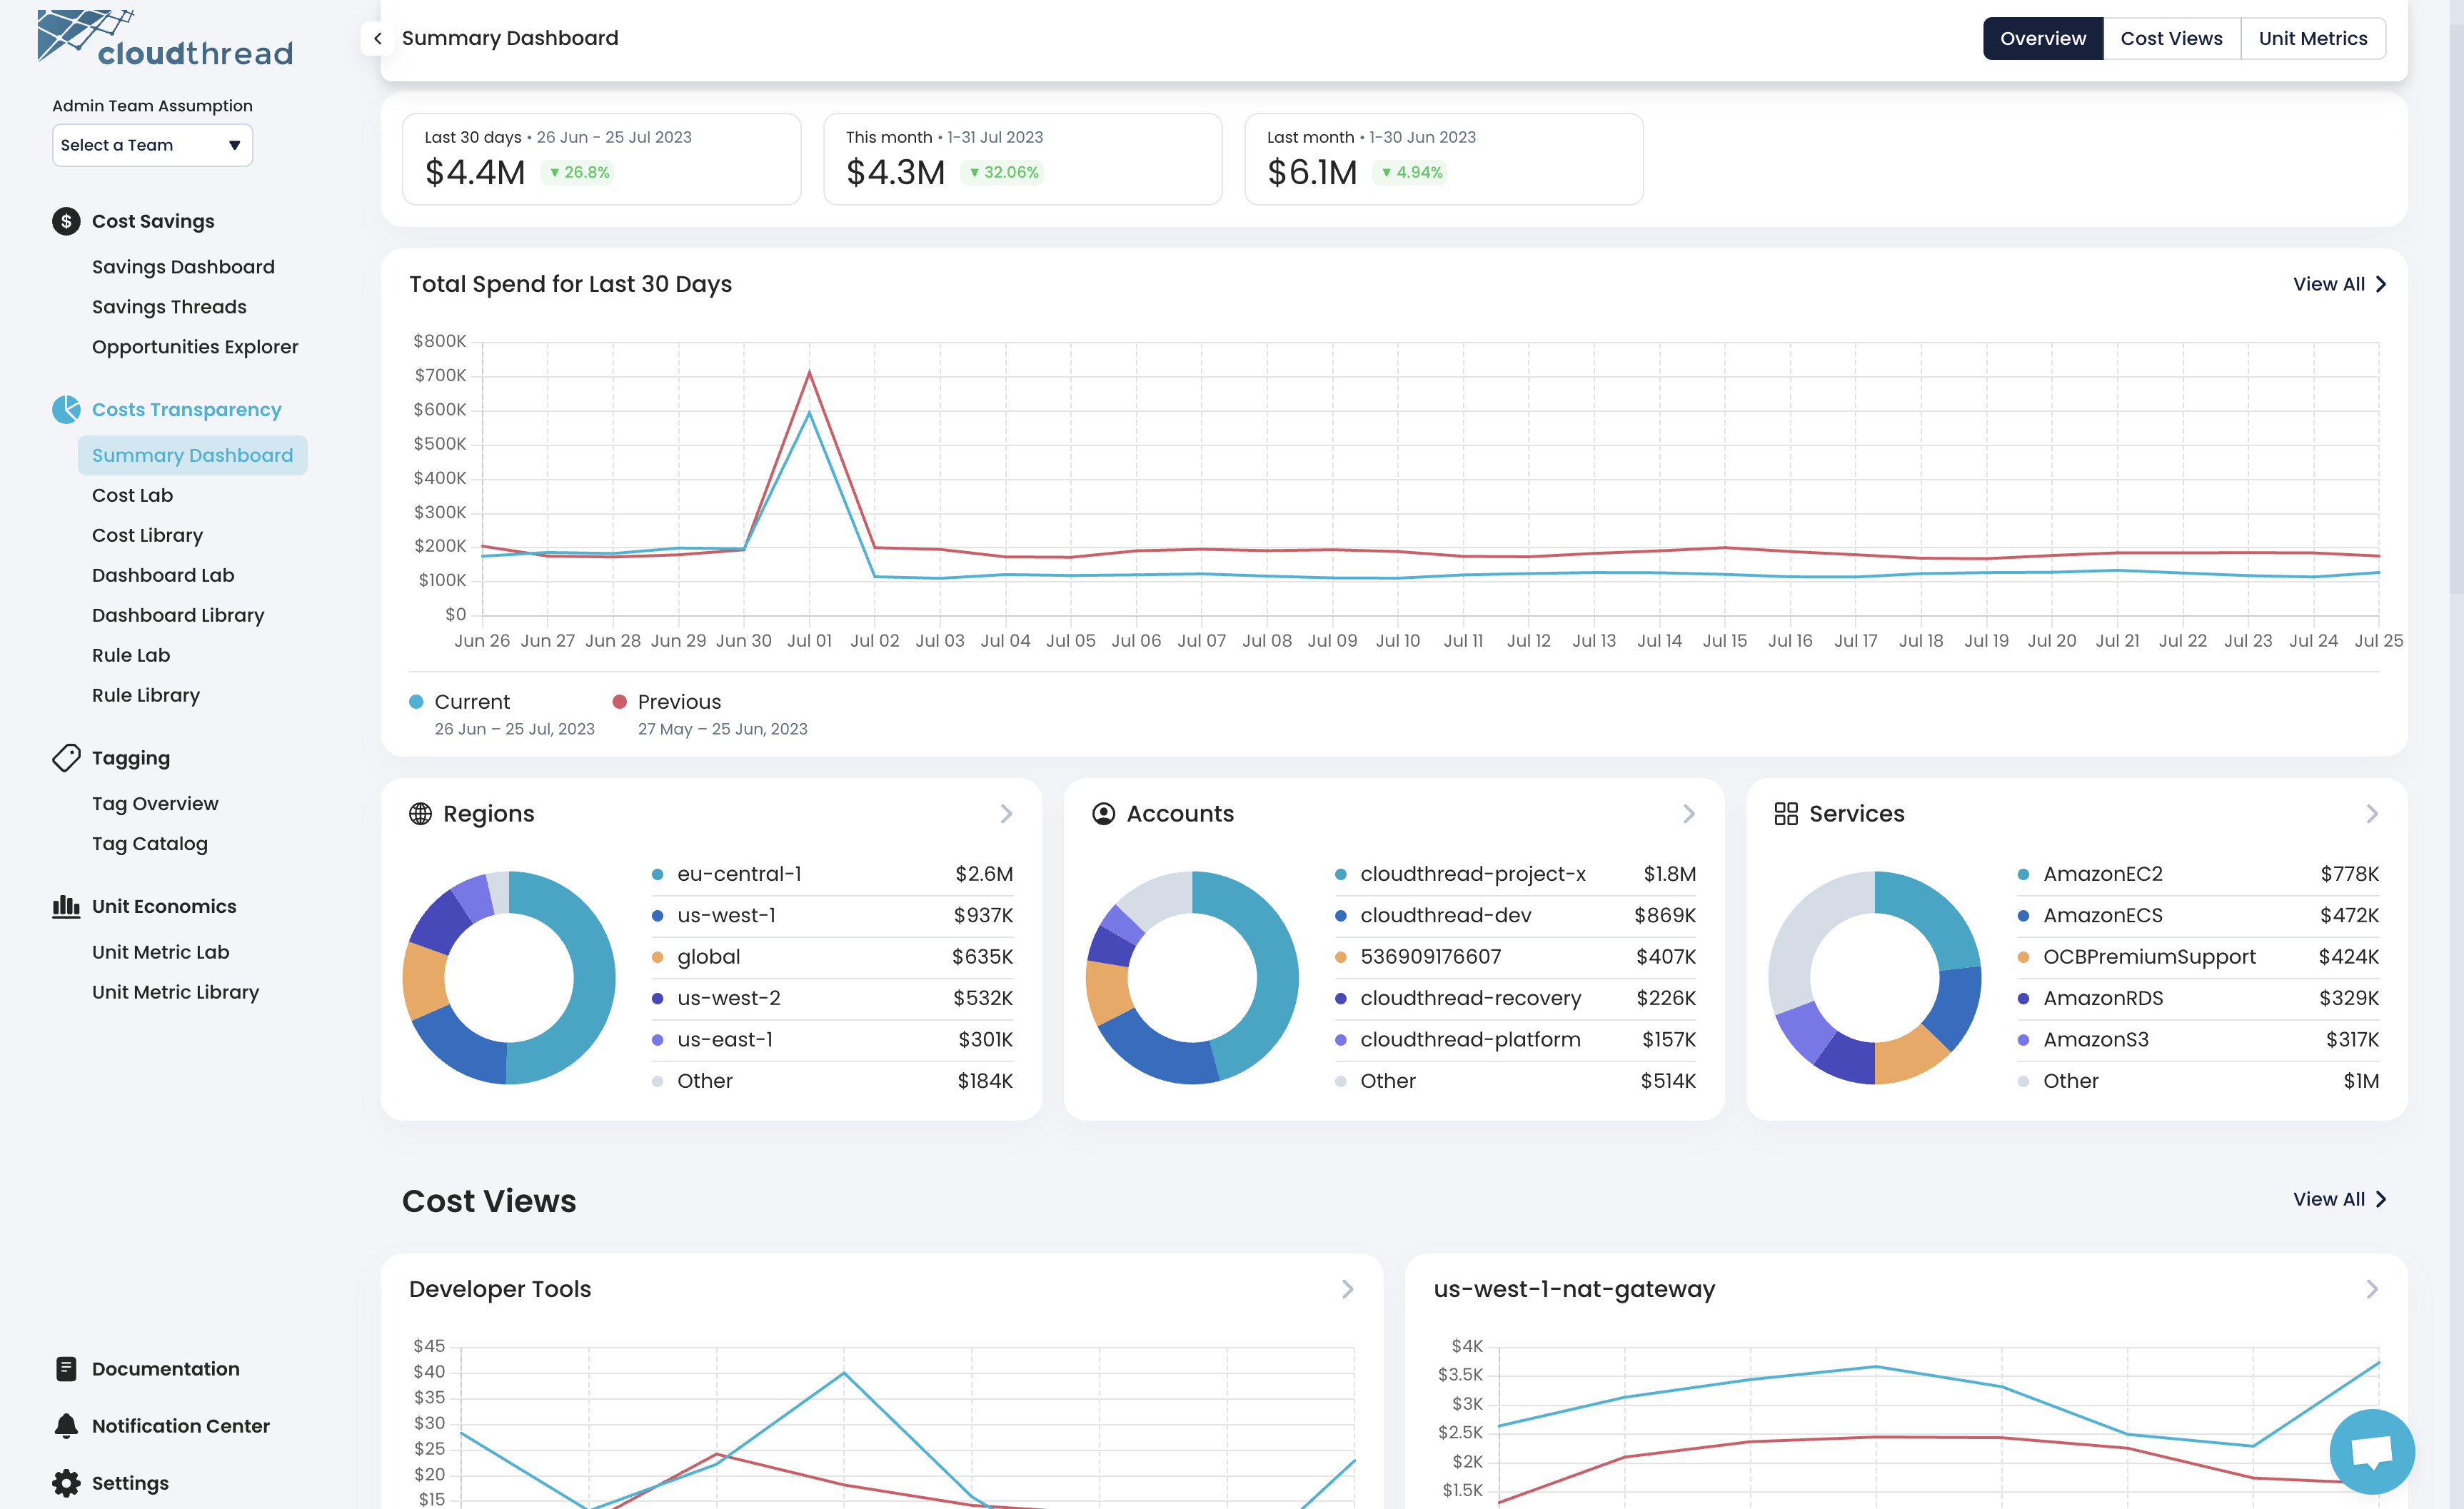 cloudthread
Admin Team Assumption
Select a Team
Cost Savings
Savings Dashboard
Savings Threads
Opportunities Explorer
Costs Transparency
Summary Dashboard
Cost Lab
Cost Library
Dashboard Lab
Dashboard Library
Rule Lab
Rule Library
Tagging
Tag Overview
Tag Catalog
Unit Economics
Unit Metric Lab
Unit Metric Library
Documentation
Notification Center
Settings
Summary Dashboard
Overview Cost Views Unit Metrics
Last 30 days • 26 Jun - 25 Jul 2023
$4.4M ▼ 26.8%
This month • 1-31 Jul 2023
$4.3M ▼ 32.06%
Last month • 1-30 Jun 2023
$6.1M ▼ 4.94%
Total Spend for Last 30 Days
View All
$800K
$700K
$600K
$500K
$400K
$300K
$200K
$100K
$0
Jun 26 Jun 27 Jun 28 Jun 29 Jun 30 Jul 01 Jul 02 Jul 03 Jul 04 Jul 05 Jul 06 Jul 07 Jul 08 Jul 09 Jul 10 Jul 11 Jul 12 Jul 13 Jul 14 Jul 15 Jul 16 Jul 17 Jul 18 Jul 19 Jul 20 Jul 21 Jul 22 Jul 23 Jul 24 Jul 25
Current
26 Jun – 25 Jul, 2023
Previous
27 May – 25 Jun, 2023
Regions
eu-central-1 $2.6M
us-west-1 $937K
global $635K
us-west-2 $532K
us-east-1 $301K
Other $184K
Accounts
cloudthread-project-x $1.8M
cloudthread-dev $869K
536909176607 $407K
cloudthread-recovery $226K
cloudthread-platform $157K
Other $514K
Services
AmazonEC2 $778K
AmazonECS $472K
OCBPremiumSupport $424K
AmazonRDS $329K
AmazonS3 $317K
Other $1M
Cost Views
View All
Developer Tools
$45
$40
$35
$30
$25
$20
$15
us-west-1-nat-gateway
$4K
$3.5K
$3K
$2.5K
$2K
$1.5K